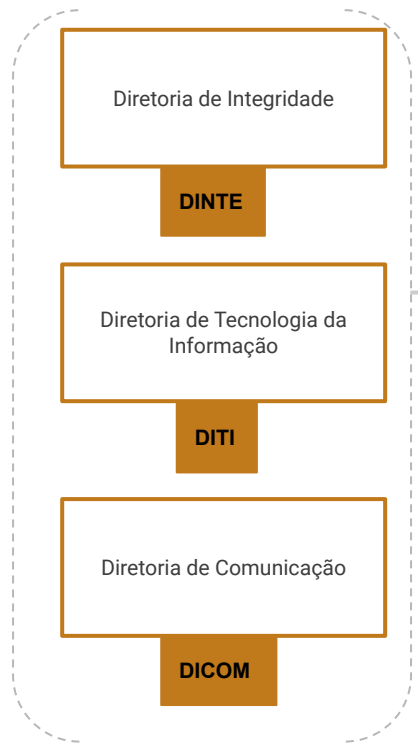 Diretoria de Integridade
DINTE
Diretoria de Tecnologia da
Informação
DITI
Diretoria de Comunicação
DICOM